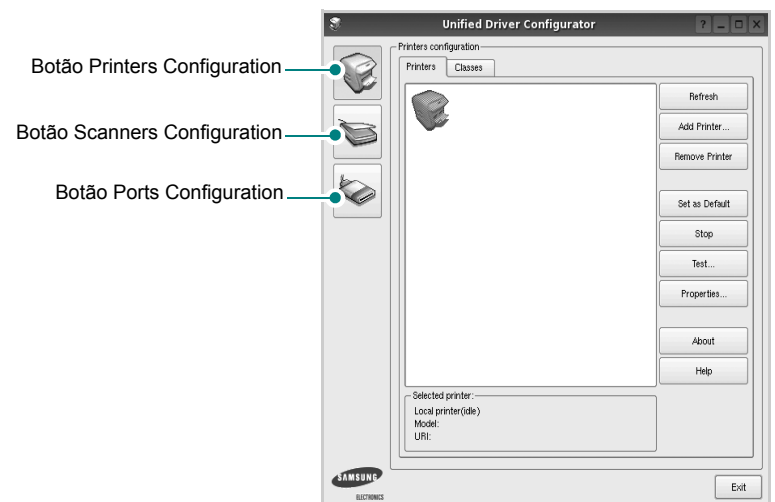 Unified Driver Configurator
Botão Printers Configuration
Botão Scanners Configuration
Botão Ports Configuration
Printers configuration
Printers
Classes
Refresh
Add Printer...
Remove Printer
Set as Default
Stop
Test...
Properties...
About
Help
Selected printer:
Local printer(idle)
Model:
URI:
SAMSUNG
ELECTRONICS
Exit